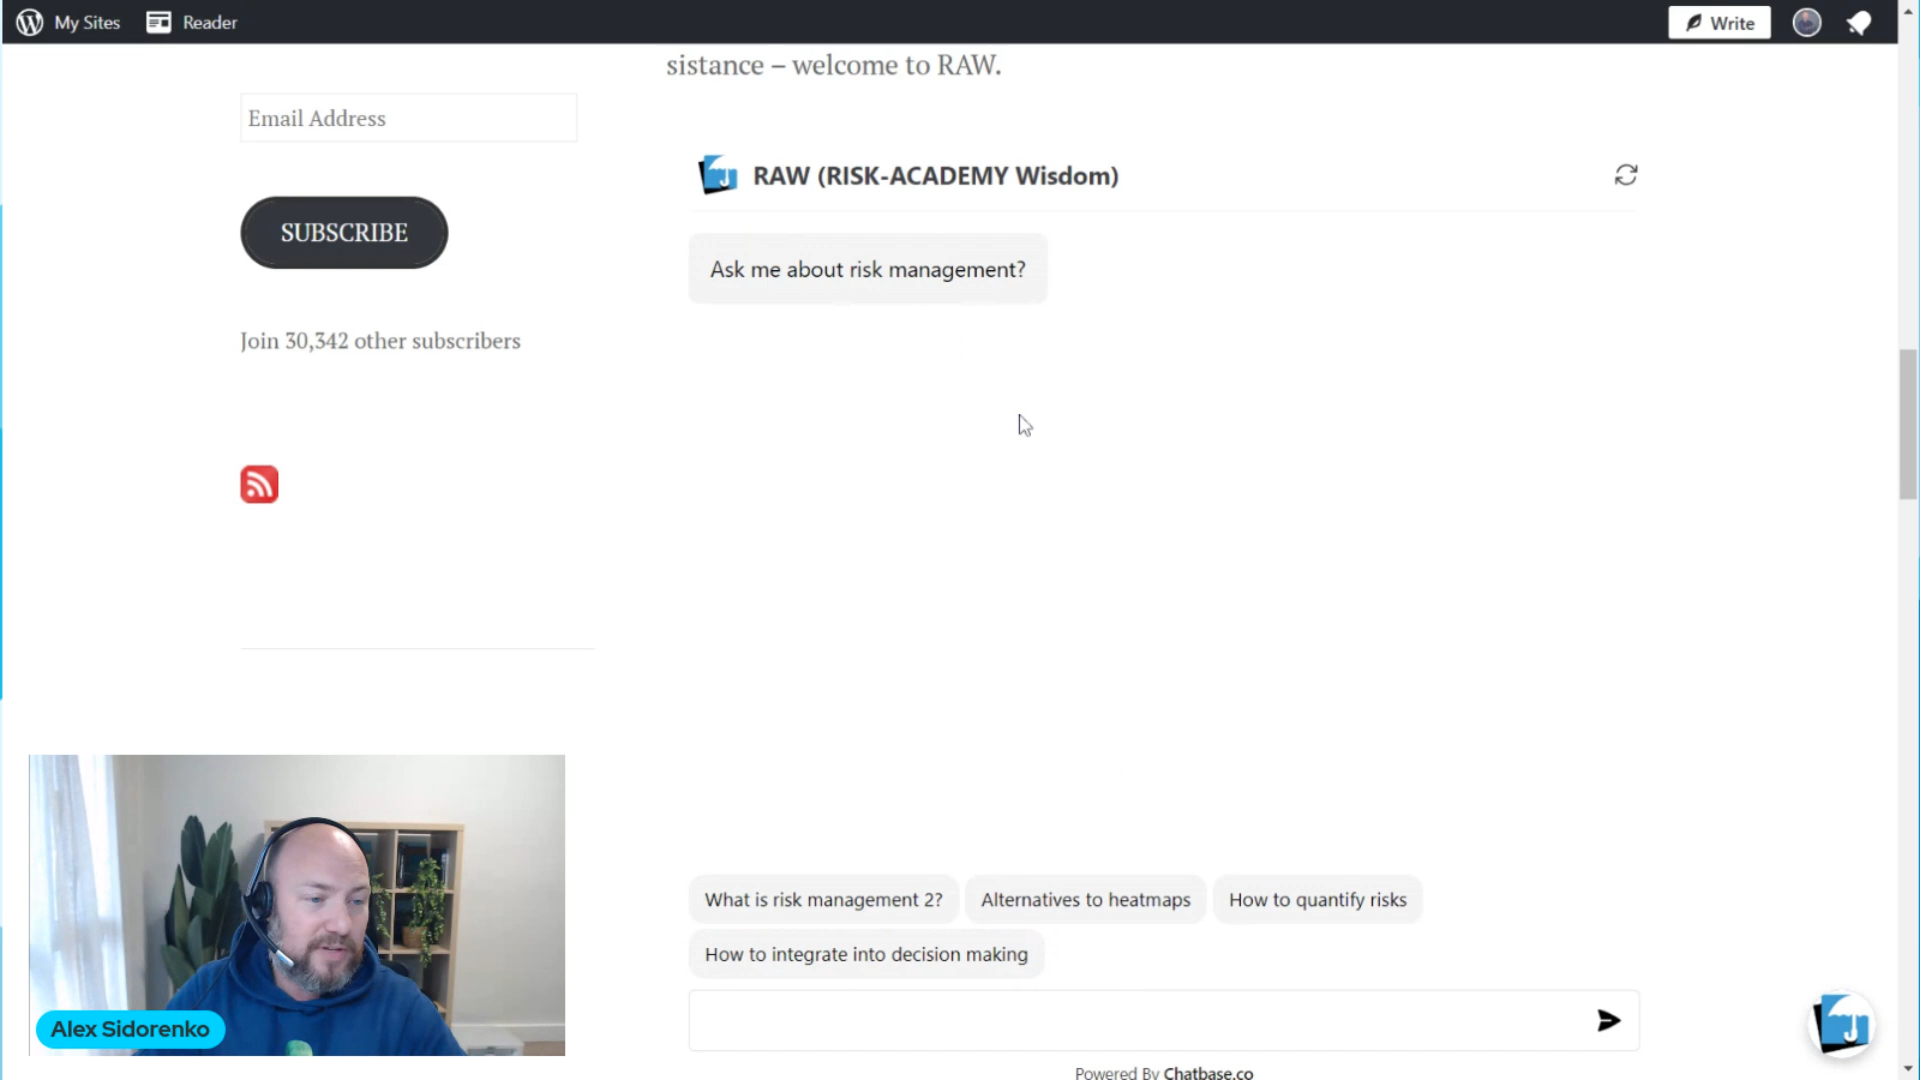 My Sites
Reader
Write
sistance – welcome to RAW.
Email Address
SUBSCRIBE
Join 30,342 other subscribers
RAW (RISK-ACADEMY Wisdom)
Ask me about risk management?
What is risk management 2?
Alternatives to heatmaps
How to quantify risks
How to integrate into decision making
Powered By Chatbase.co
Alex Sidorenko